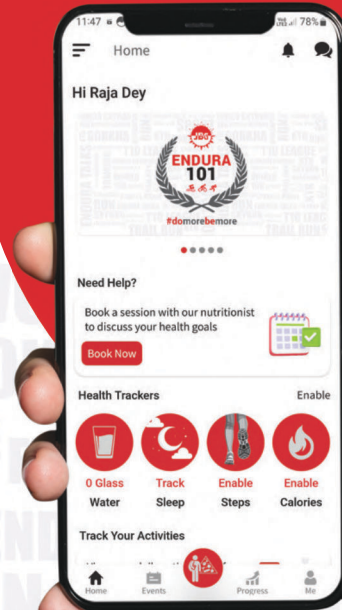 11:47
78%
Home
Hi Raja Dey
ENDURA
101
#domorebemore
Need Help?
Book a session with our nutritionist
to discuss your health goals
Book Now
Health Trackers Enable
0 Glass Track Enable Enable
Water Sleep Steps Calories
Track Your Activities
Home Events Progress Me